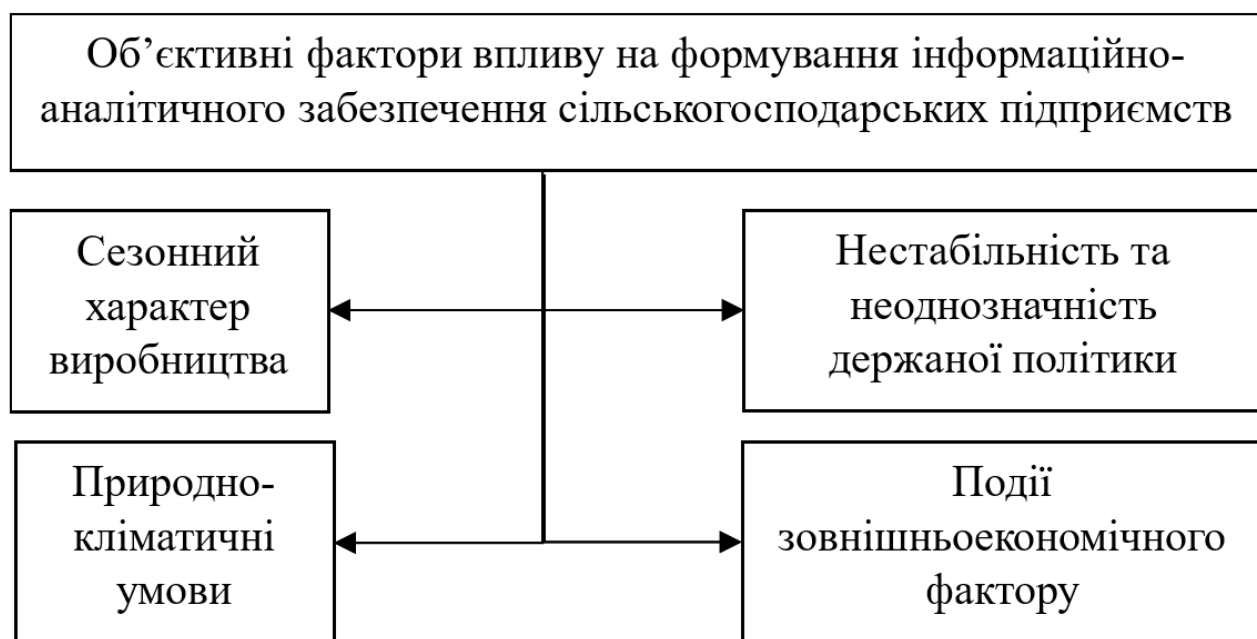 Об’єктивні фактори впливу на формування інформаційно-
аналітичного забезпечення сільськогосподарських підприємств
Сезонний
характер
виробництва
Нестабільність та
неоднозначність
держаної політики
Природно-
кліматичні
умови
Події
зовнішньоекономічного
фактору